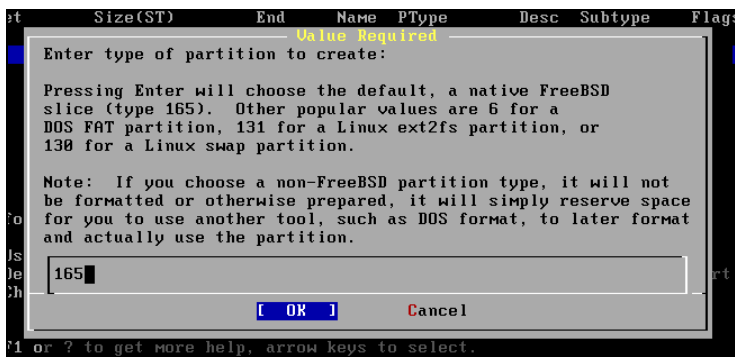 et Size(ST) End Name PType Desc Subtype Flags
Value Required
Enter type of partition to create:
Pressing Enter will choose the default, a native FreeBSD
slice (type 165). Other popular values are 6 for a
DOS FAT partition, 131 for a Linux ext2fs partition, or
130 for a Linux swap partition.
Note: If you choose a non-FreeBSD partition type, it will not
be formatted or otherwise prepared, it will simply reserve space
for you to use another tool, such as DOS format, to later format
and actually use the partition.
165
[ OK ] Cancel
F1 or ? to get more help, arrow keys to select.